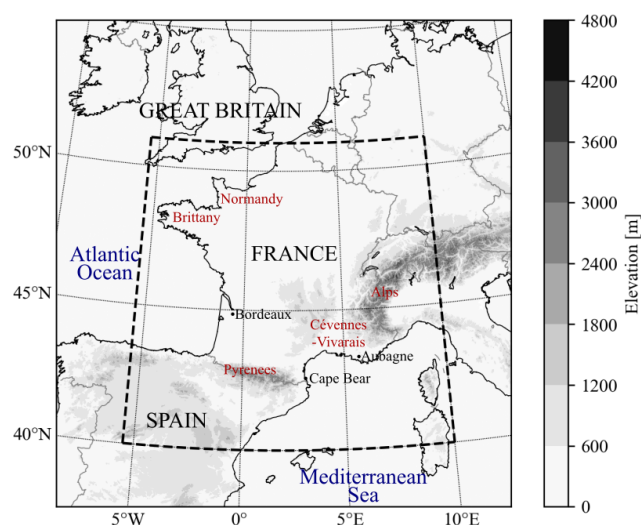 4800
4200
3600
3000
2400
1800
1200
600
0
Elevation [m]
GREAT BRITAIN
50°N
Normandy
Brittany
Atlantic
Ocean
FRANCE
45°N
Alps
Bordeaux
Cévennes
-Vivarais
Aubagne
Pyrenees
Cape Bear
SPAIN
40°N
Mediterranean
Sea
5°W
0°
5°E
10°E